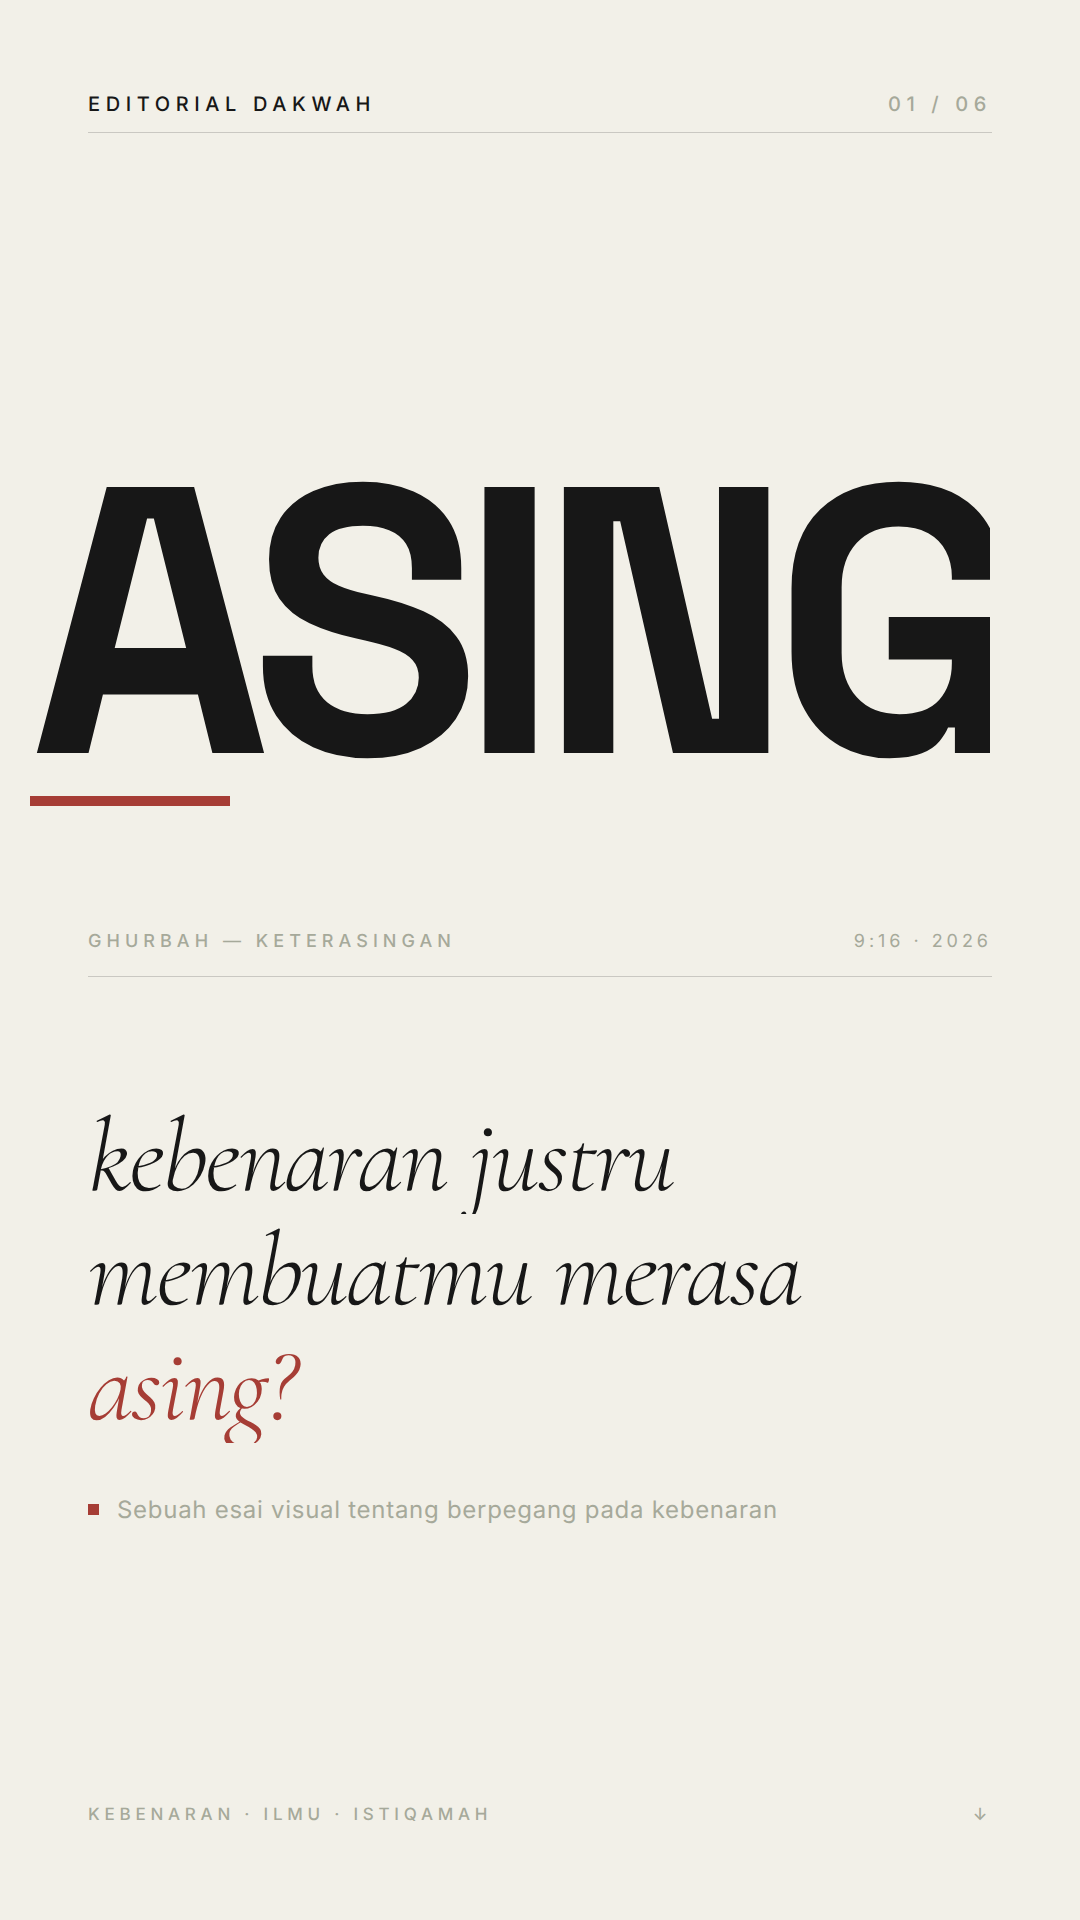 EDITORIAL DAKWAH
01 / 06
ASING
GHURBAH — KETERASINGAN
9:16 · 2026
kebenaran justru
membuatmu merasa
asing?
Sebuah esai visual tentang berpegang pada kebenaran
KEBENARAN · ILMU · ISTIQAMAH
↓